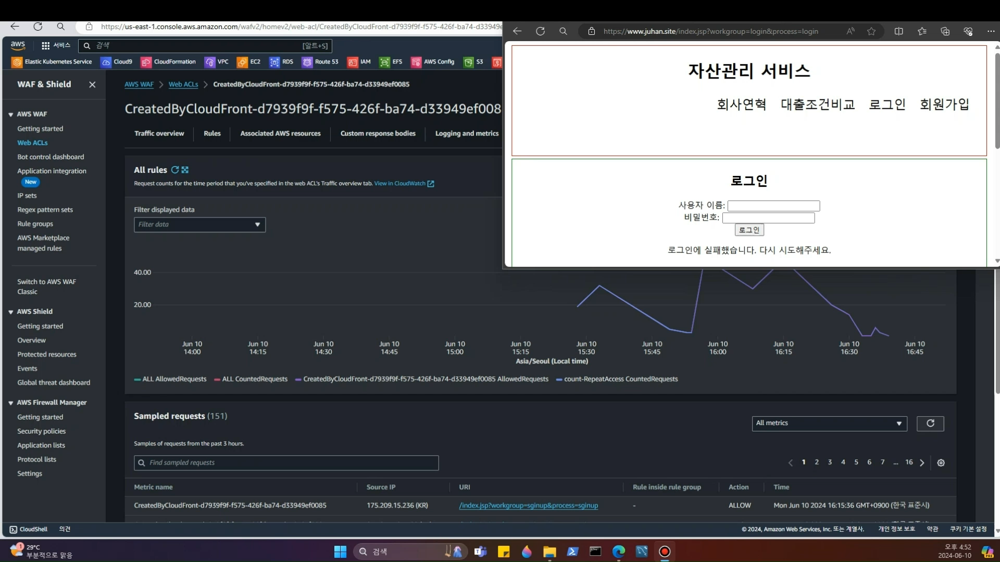 https://us-east-1.console.aws.amazon.com/wafv2/homev2/web-acl/CreatedByCloudFront-d7939f9f-f575-426f-ba74-d33949e
aws
서비스
검색
[알트+S]
Elastic Kubernetes Service
Cloud9
CloudFormation
VPC
EC2
RDS
Route 53
IAM
EFS
AWS Config
S3
WAF & Shield
AWS WAF
Getting started
Web ACLs
Bot control dashboard
Application integration
New
IP sets
Regex pattern sets
Rule groups
AWS Marketplace
managed rules
Switch to AWS WAF
Classic
AWS Shield
Getting started
Overview
Protected resources
Events
Global threat dashboard
AWS Firewall Manager
Getting started
Security policies
Application lists
Protocol lists
Settings
AWS WAF
Web ACLs
CreatedByCloudFront-d7939f9f-f575-426f-ba74-d33949ef0085
CreatedByCloudFront-d7939f9f-f575-426f-ba74-d33949ef008
Traffic overview
Rules
Associated AWS resources
Custom response bodies
Logging and metrics
All rules
Request counts for the time period that you've specified in the web ACL's Traffic overview tab. View in CloudWatch
Filter displayed data
Filter data
40.00
20.00
Jun 10 14:00
Jun 10 14:15
Jun 10 14:30
Jun 10 14:45
Jun 10 15:00
Jun 10 15:15
Jun 10 15:30
Jun 10 15:45
Jun 10 16:00
Jun 10 16:15
Jun 10 16:30
Jun 10 16:45
Asia/Seoul (Local time)
ALL AllowedRequests
ALL CountedRequests
CreatedByCloudFront-d7939f9f-f575-426f-ba74-d33949ef0085 AllowedRequests
count-RepeatAccess CountedRequests
Sampled requests (151)
All metrics
Samples of requests from the past 3 hours.
Find sampled requests
1 2 3 4 5 6 7 ... 16
Metric name
Source IP
URI
Rule inside rule group
Action
Time
CreatedByCloudFront-d7939f9f-f575-426f-ba74-d33949ef0085
175.209.15.236 (KR)
/index.jsp?workgroup=sginup&process=sginup
-
ALLOW
Mon Jun 10 2024 16:15:36 GMT+0900 (한국 표준시)
https://www.juhan.site/index.jsp?workgroup=login&process=login
자산관리 서비스
회사연혁
대출조건비교
로그인
회원가입
로그인
사용자 이름:
비밀번호:
로그인
로그인에 실패했습니다. 다시 시도해주세요.
CloudShell
의견
© 2024, Amazon Web Services, Inc. 또는 계열사.
개인 정보 보호
약관
쿠키 기본 설정
1
29°C
부분적으로 맑음
검색
오후 4:52
2024-06-10
PRE